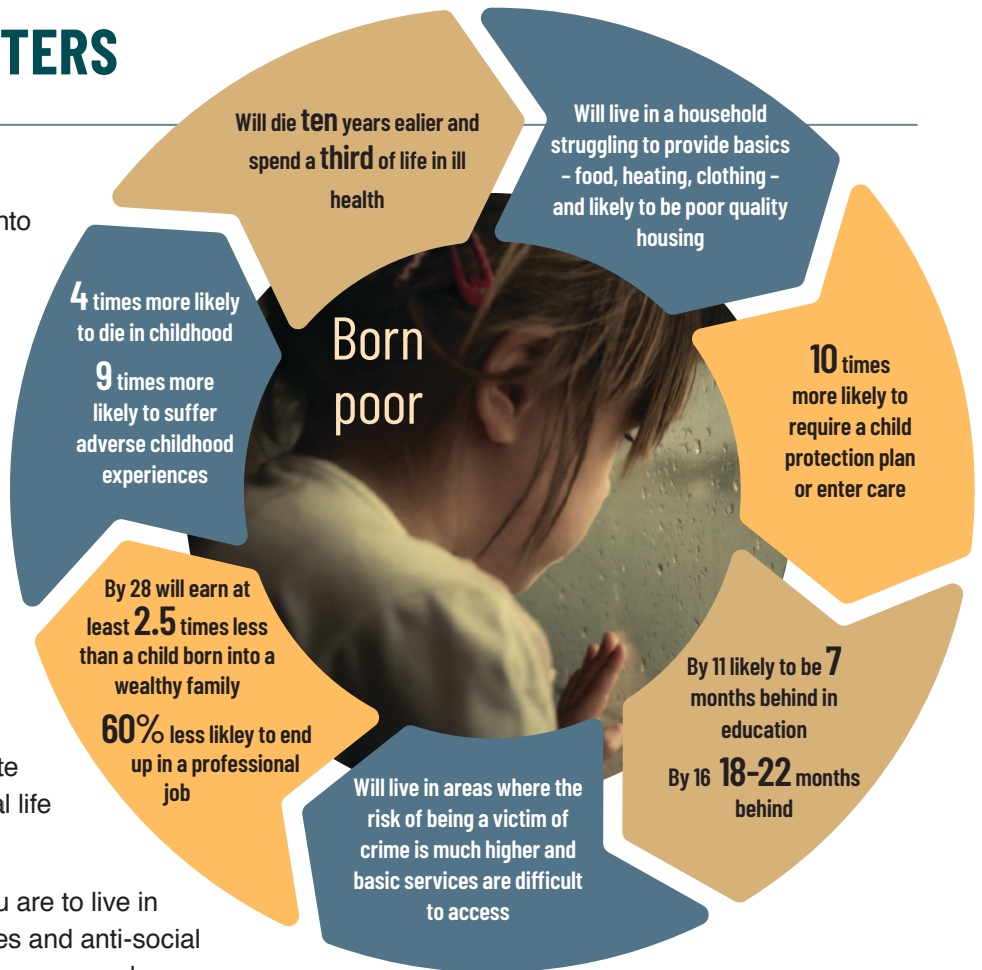 TERS
nto
Will die ten years ealier and
spend a third of life in ill
health
Will live in a household
struggling to provide basics
– food, heating, clothing –
and likely to be poor quality
housing
10 times
more likely to
require a child
protection plan
or enter care
By 11 likely to be 7
months behind in
education
By 16 18-22 months
behind
Will live in areas where the
risk of being a victim of
crime is much higher and
basic services are difficult
to access
By 28 will earn at
least 2.5 times less
than a child born into a
wealthy family
60% less likley to end
up in a professional
job
4 times more likely
to die in childhood
9 times more
likely to suffer
adverse childhood
experiences
Born
poor
te
al life
u are to live in
es and anti-social